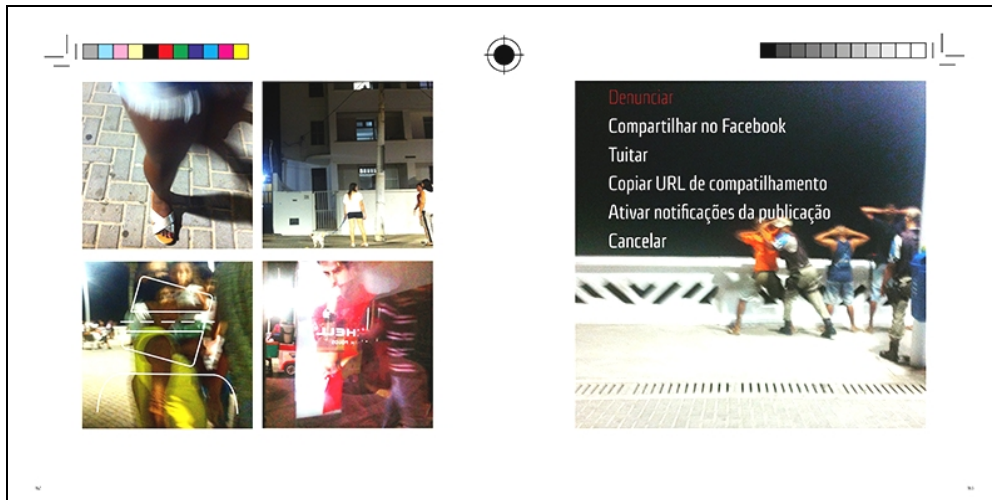 Denunciar
Compartilhar no Facebook
Tuitar
Copiar URL de compatilhamento
Ativar notificações da publicação
Cancelar